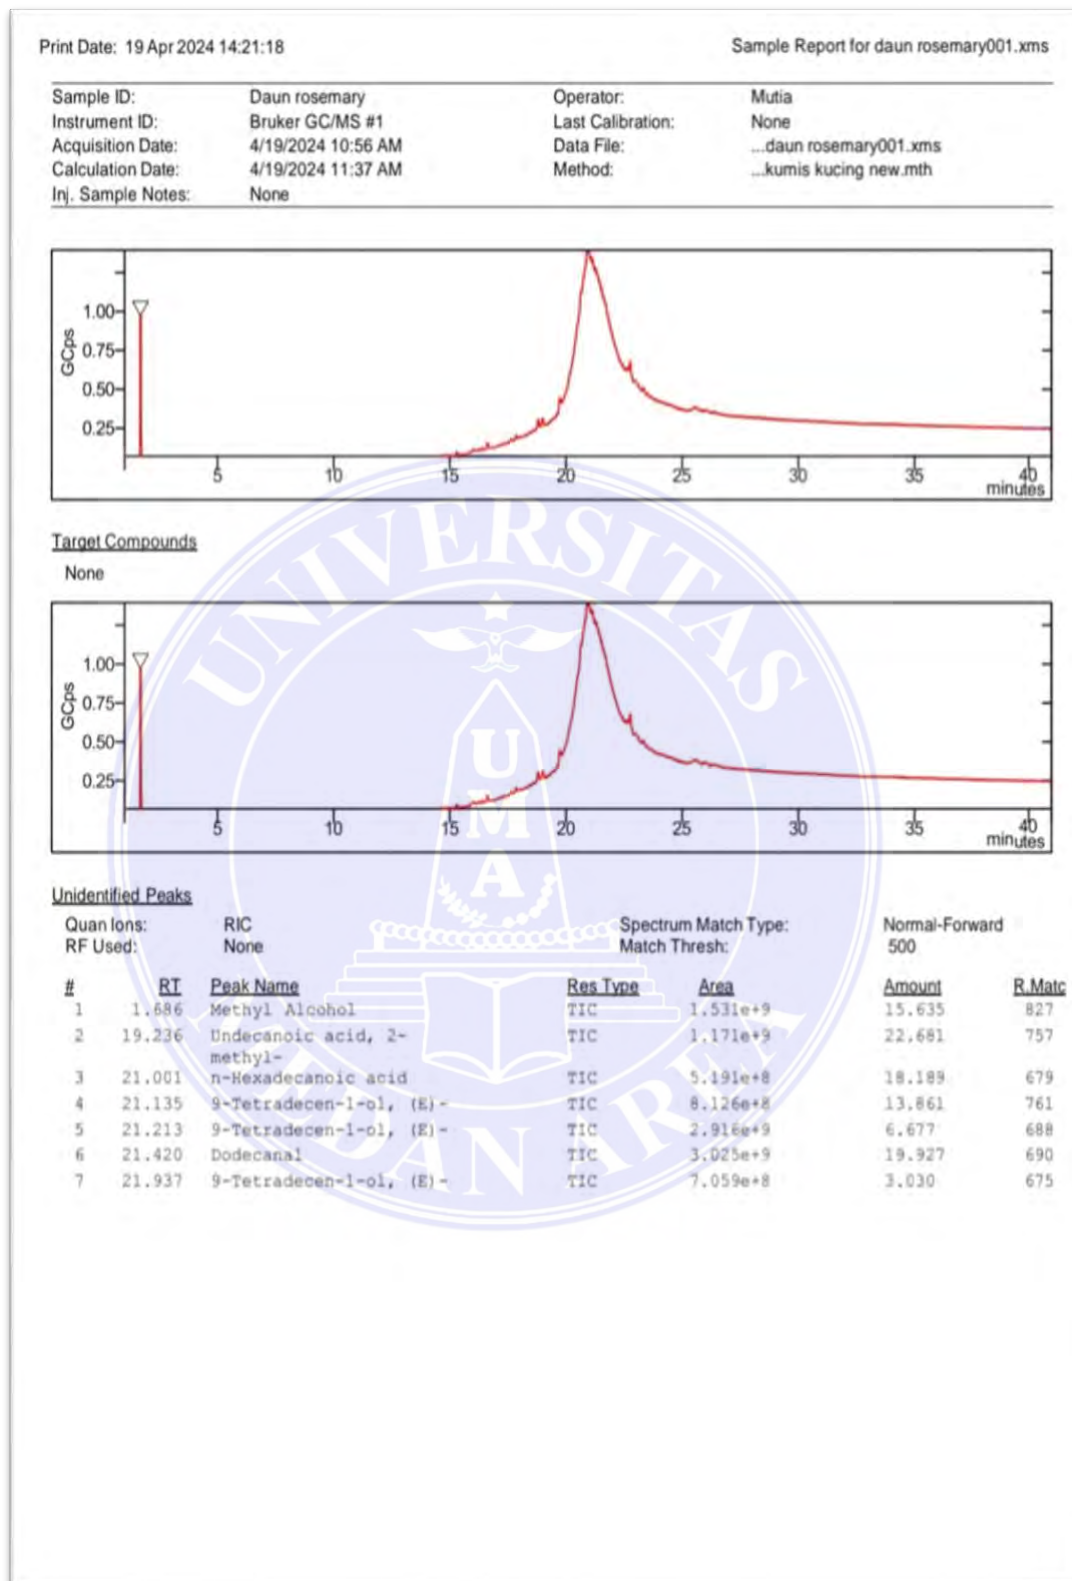 Print Date: 19 Apr 2024 14:21:18 Sample Report for daun rosemary001.xms
Sample ID: Daun rosemary Operator: Mutia
Instrument ID: Bruker GC/MS #1 Last Calibration: None
Acquisition Date: 4/19/2024 10:56 AM Data File: ...daun rosemary001.xms
Calculation Date: 4/19/2024 11:37 AM Method: ...kumis kucing new.mth
Inj. Sample Notes: None
GCps
1.00
0.75
0.50
0.25
5 10 15 20 25 30 35 40
minutes
Target Compounds
None
GCps
1.00
0.75
0.50
0.25
5 10 15 20 25 30 35 40
minutes
UNIVERSITAS
UMA
MEDAN AREA
Unidentified Peaks
Quan Ions: RIC Spectrum Match Type: Normal-Forward
RF Used: None Match Thresh: 500
# RT Peak Name Res Type Area Amount R.Matc
1 1.686 Methyl Alcohol TIC 1.531e+9 15.635 827
2 19.236 Undecanoic acid, 2- TIC 1.171e+9 22.681 757
methyl-
3 21.001 n-Hexadecanoic acid TIC 5.191e+8 18.189 679
4 21.135 9-Tetradecen-1-ol, (E)- TIC 8.126e+8 13.861 761
5 21.213 9-Tetradecen-1-ol, (E)- TIC 2.916e+9 6.677 688
6 21.420 Dodecanal TIC 3.025e+9 19.927 690
7 21.937 9-Tetradecen-1-ol, (E)- TIC 7.059e+8 3.030 675